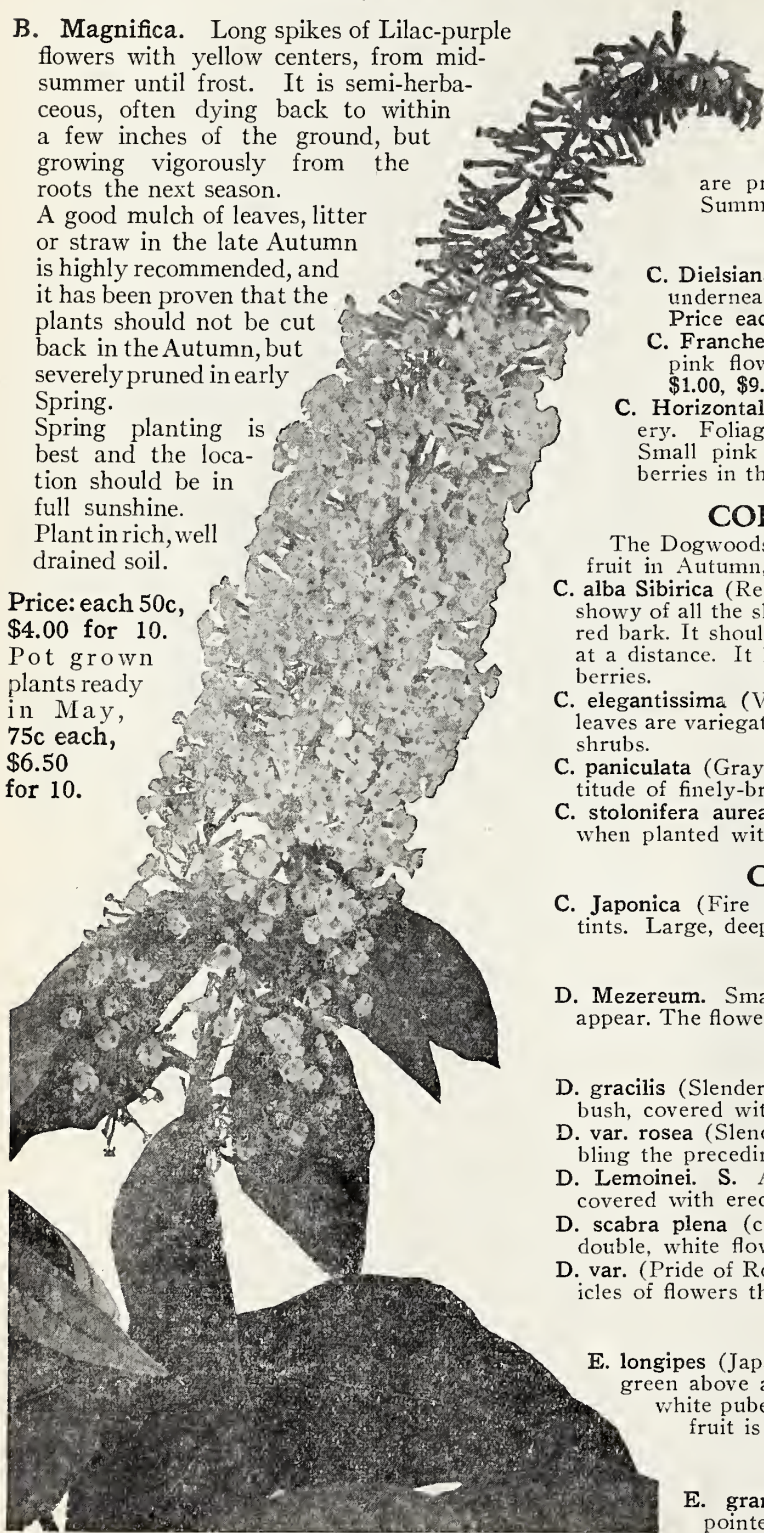 B. Magnifica. Long spikes of Lilac-purple
flowers with yellow centers, from mid-
summer until frost. It is semi-herba-
ceous, often dying back to within
a few inches of the ground, but
growing vigorously from the
roots the next season.
A good mulch of leaves, litter
or straw in the late Autumn
is highly recommended, and
it has been proven that the
plants should not be cut
back in the Autumn, but
severely pruned in early
Spring.
Spring planting is
best and the loca-
tion should be in
full sunshine.
Plant in rich, well
drained soil.
Price: each 50c,
$4.00 for 10.
Pot grown
plants ready
in May,
75c each,
$6.50
for 10.
are pr
Summ
C. Dielsian
undernea
Price eac
C. Franche
pink flow
$1.00, $9.
C. Horizontal
ery. Foliag
Small pink
berries in th
COR
The Dogwoods
fruit in Autumn,
C. alba Sibirica (Re
showy of all the s
red bark. It shoul
at a distance. It
berries.
C. elegantissima (V
leaves are variegat
shrubs.
C. paniculata (Gray
titude of finely-br
C. stolonifera aurea
when planted wit
C
C. Japonica (Fire
tints. Large, deep
D. Mezereum. Sma
appear. The flowe
D. gracilis (Slender
bush, covered wit
D. var. rosea (Slend
bling the precedin
D. Lemoinei. S. A
covered with erec
D. scabra plena (c
double, white flow
D. var. (Pride of Ro
icles of flowers th
E. longipes (Jap
green above a
white pube
fruit is
E. gran
pointe